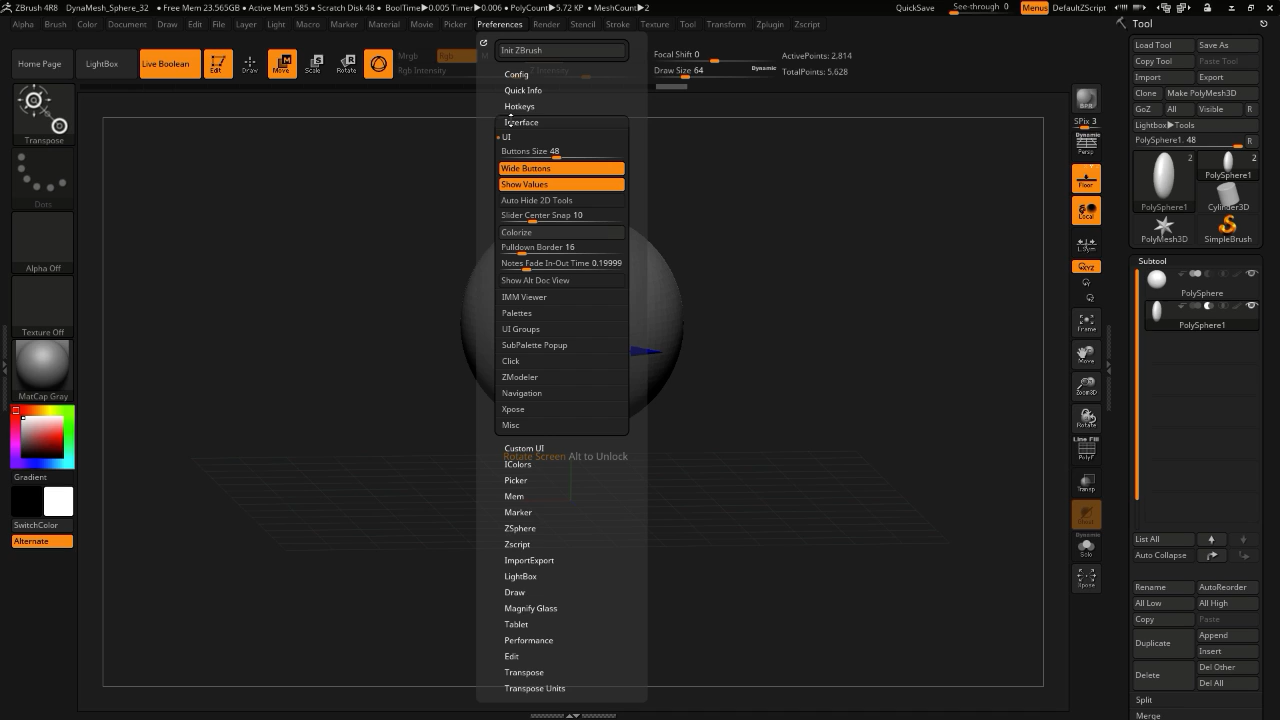 ZBrush 4R8 DynaMesh_Sphere_32 ● Free Mem 23.565GB ● Active Mem 585 ● Scratch Disk 48 ● BoolTime▶0.005 Timer▶0.006 ● PolyCount▶5.72 KP ● MeshCount▶2 QuickSave See-through 0 Menus DefaultZScript
Alpha Brush Color Document Draw Edit File Layer Light Macro Marker Material Movie Picker Preferences Render Stencil Stroke Texture Tool Transform Zplugin Zscript
Home Page LightBox Live Boolean Edit Draw Move Scale Rotate Mrgb Rgb M
Rgb Intensity Z Intensity
Focal Shift 0
Draw Size 64 Dynamic
ActivePoints: 2.814
TotalPoints: 5.628
Transpose
Dots
Alpha Off
Texture Off
MatCap Gray
Gradient
SwitchColor
Alternate
Init ZBrush
Config
Quick Info
Hotkeys
Interface
UI
Buttons Size 48
Wide Buttons
Show Values
Auto Hide 2D Tools
Slider Center Snap 10
Colorize
Pulldown Border 16
Notes Fade In-Out Time 0.19999
Show Alt Doc View
IMM Viewer
Palettes
UI Groups
SubPalette Popup
Click
ZModeler
Navigation
Xpose
Misc
Custom UI
Rotate Screen Alt to Unlock
IColors
Picker
Mem
Marker
ZSphere
Zscript
ImportExport
LightBox
Draw
Magnify Glass
Tablet
Performance
Edit
Transpose
Transpose Units
BPR
SPix 3
Persp
Floor
Local
L.Sym
XYZ
Frame
Move
Zoom3D
Rotate
Line Fill
PolyF
Transp
Dynamic
Solo
Xpose
Tool
Load Tool Save As
Copy Tool Paste Tool
Import Export
Clone Make PolyMesh3D
GoZ All Visible R
Lightbox▶Tools
PolySphere1. 48 R
2 2
PolySphere1
PolySphere1 Cylinder3D
PolyMesh3D SimpleBrush
Subtool
PolySphere
PolySphere1
List All
Auto Collapse
Rename AutoReorder
All Low All High
Copy Paste
Duplicate Append
Insert
Delete Del Other
Del All
Split
Merge